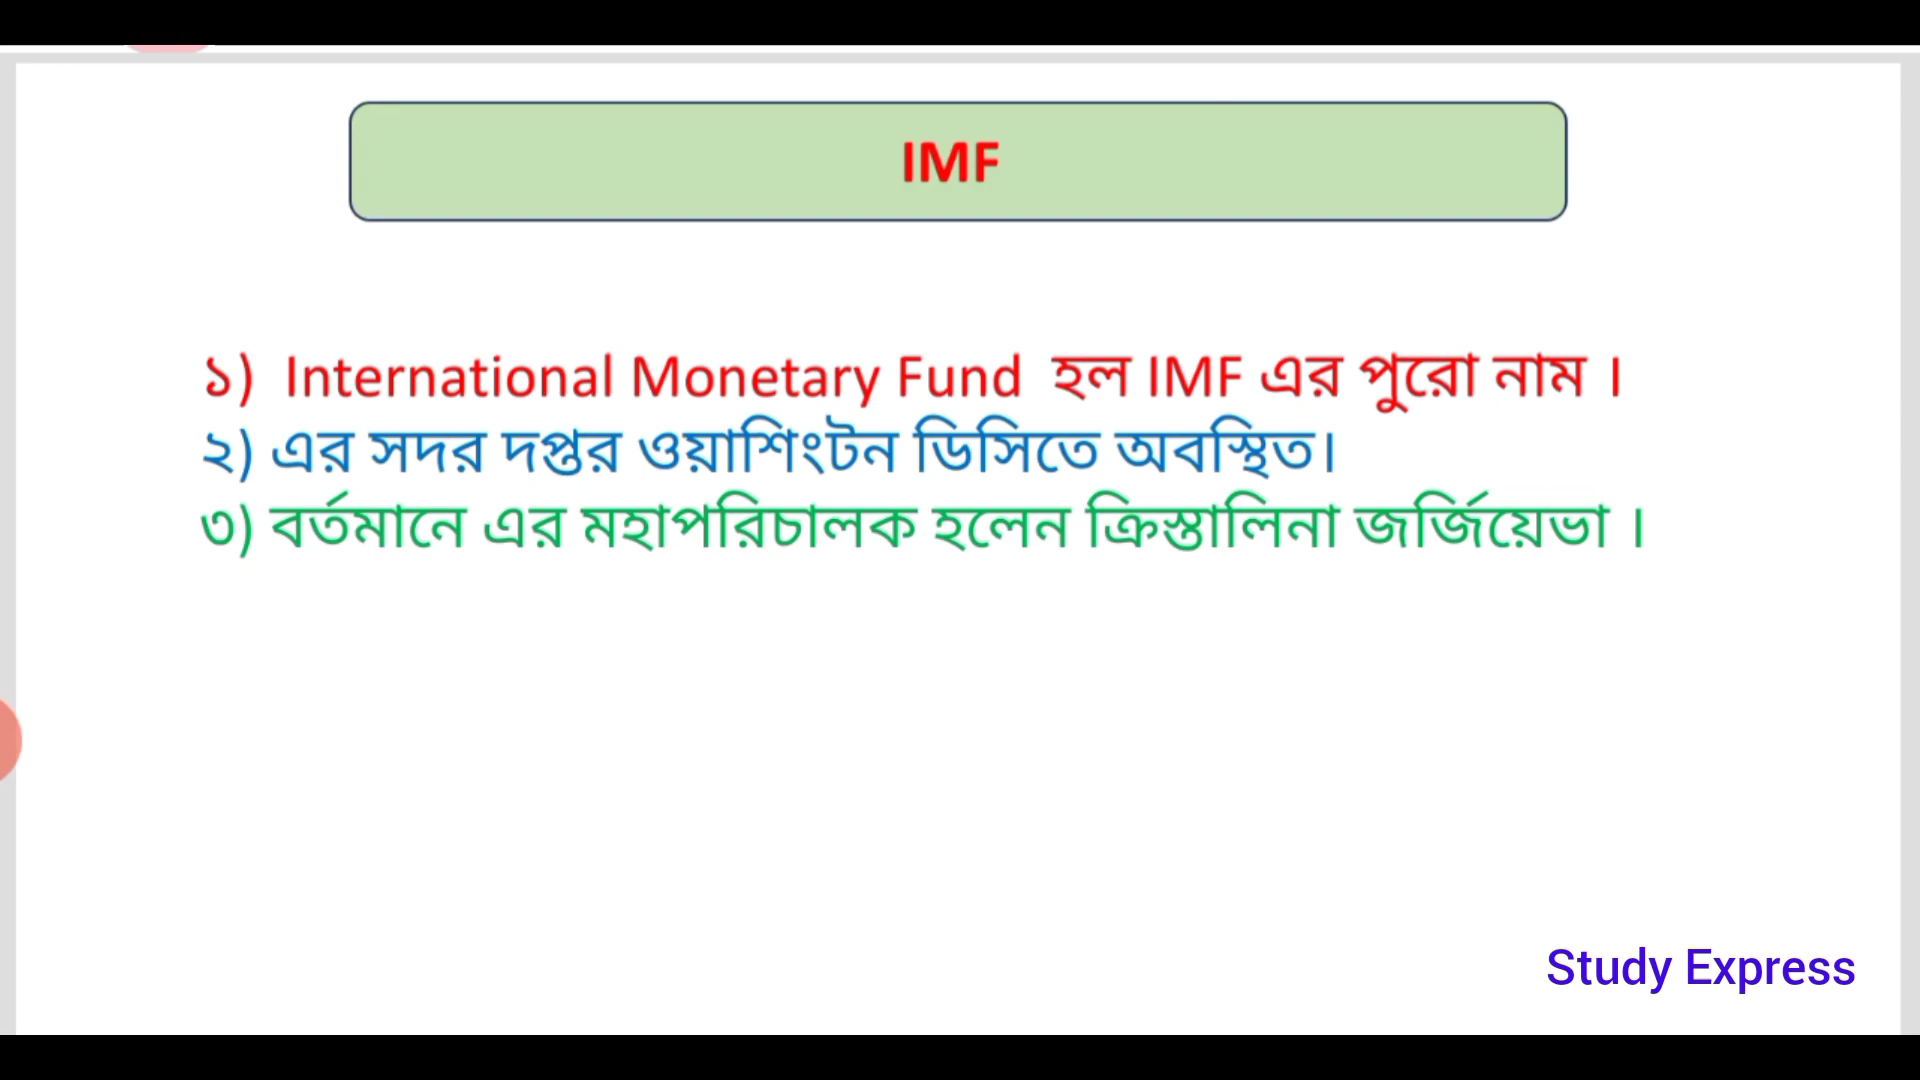 IMF
১) International Monetary Fund হল IMF এর পুরো নাম ।
২) এর সদর দপ্তর ওয়াশিংটন ডিসিতে অবস্থিত।
৩) বর্তমানে এর মহাপরিচালক হলেন ক্রিস্তালিনা জর্জিয়েভা ।
Study Express